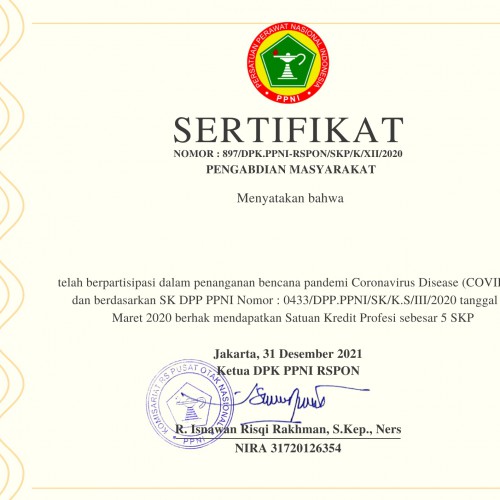 PERSATUAN PERAWAT NASIONAL INDONESIA
PPNI
SERTIFIKAT
NOMOR : 897/DPK.PPNI-RSPON/SKP/K/XII/2020
PENGABDIAN MASYARAKAT
Menyatakan bahwa
telah berpartisipasi dalam penanganan bencana pandemi Coronavirus Disease (COVI
dan berdasarkan SK DPP PPNI Nomor : 0433/DPP.PPNI/SK/K.S/III/2020 tanggal
Maret 2020 berhak mendapatkan Satuan Kredit Profesi sebesar 5 SKP
Jakarta, 31 Desember 2021
Ketua DPK PPNI RSPON
KOMISARIAT RS PUSAT OTAK NASIONAL
PPNI
R. Isnawan Risqi Rakhman, S.Kep., Ners
NIRA 31720126354